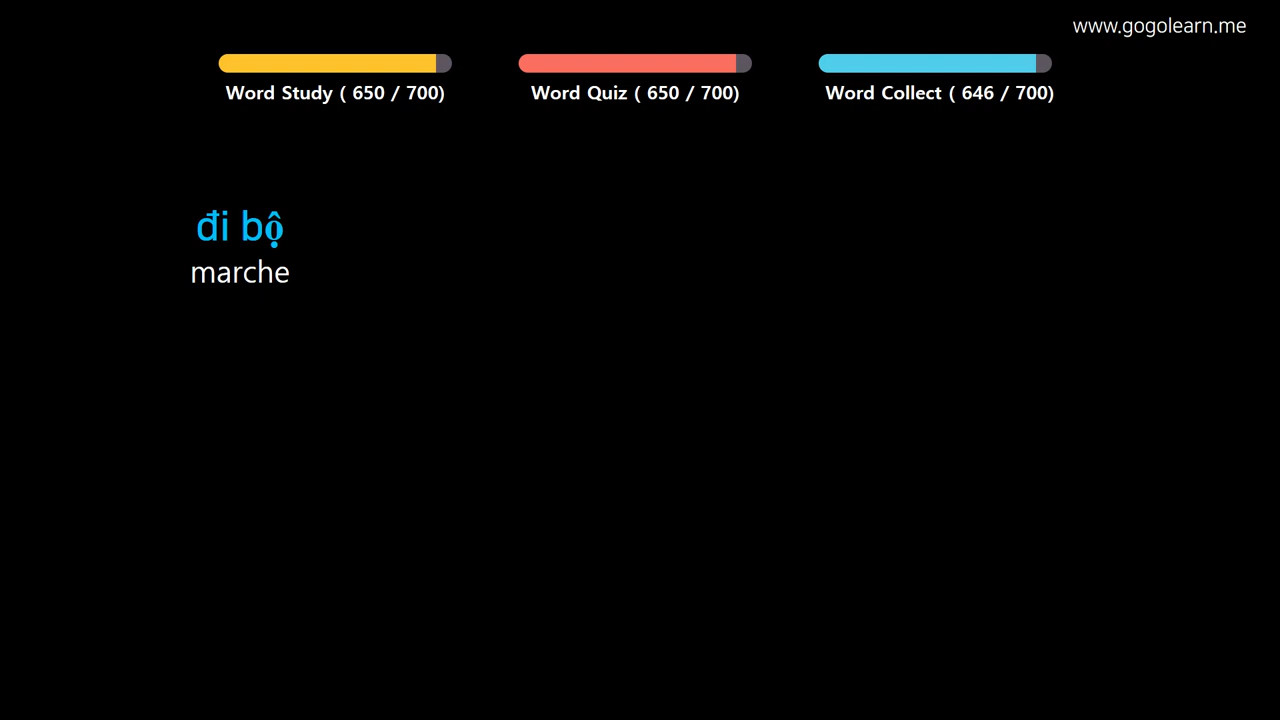 www.gogolearn.me
Word Study ( 650 / 700)
Word Quiz ( 650 / 700)
Word Collect ( 646 / 700)
đi bộ
marche